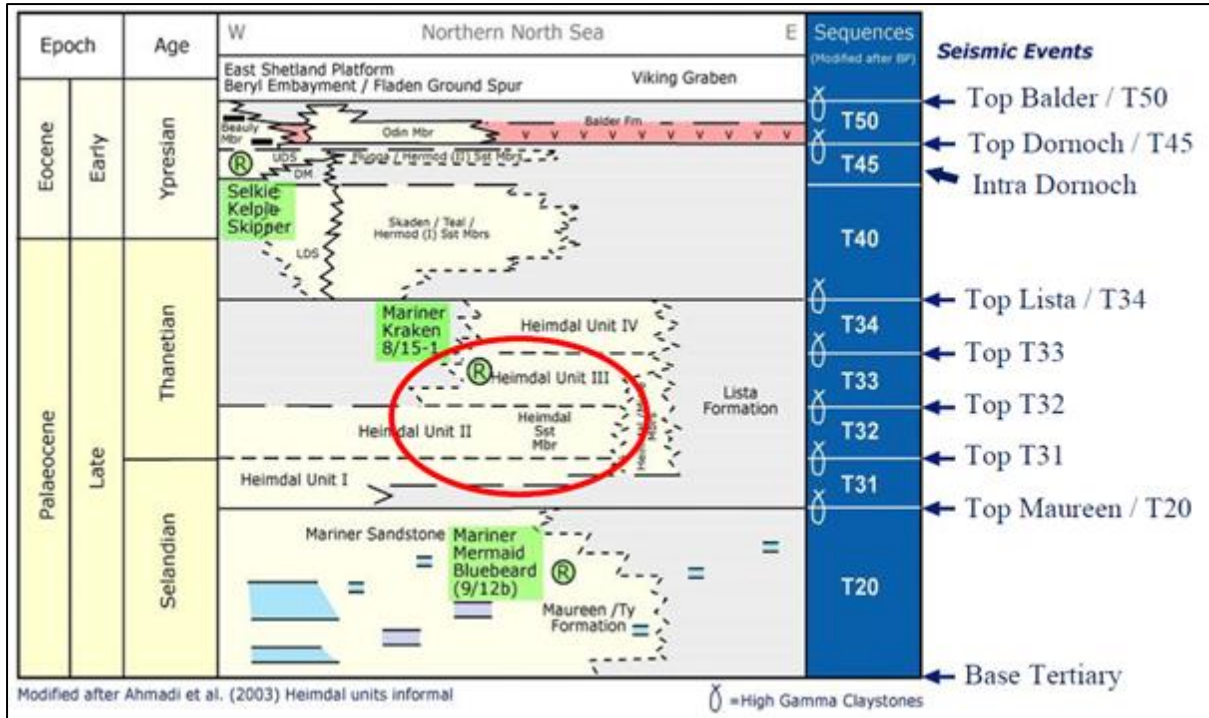 Epoch
Age
W
Northern North Sea
E
Sequences
(Modified after BP)
Seismic Events
East Shetland Platform
Beryl Embayment / Fladen Ground Spur
Viking Graben
Eocene
Early
Ypresian
Palaeocene
Late
Thanetian
Selandian
Beauly
Mbr
Odin Mbr
Balder Fm
V V V V V V V V V V V
UDS
DM
Hermod (II) Sst Mbrs
R
Selkie
Kelpie
Skipper
LDS
Skaden / Teal /
Hermod (I) Sst Mbrs
Mariner
Kraken
8/15-1
R
Heimdal Unit IV
Heimdal Unit III
Heimdal Unit II
Heimdal
Sst
Mbr
Mbrs
Lista
Formation
Heimdal Unit I
Mariner Sandstone
Mariner
Mermaid
Bluebeard
(9/12b)
R
Maureen /Ty
Formation
T50
T45
T40
T34
T33
T32
T31
T20
Top Balder / T50
Top Dornoch / T45
Intra Dornoch
Top Lista / T34
Top T33
Top T32
Top T31
Top Maureen / T20
Base Tertiary
Modified after Ahmadi et al. (2003) Heimdal units informal
=High Gamma Claystones